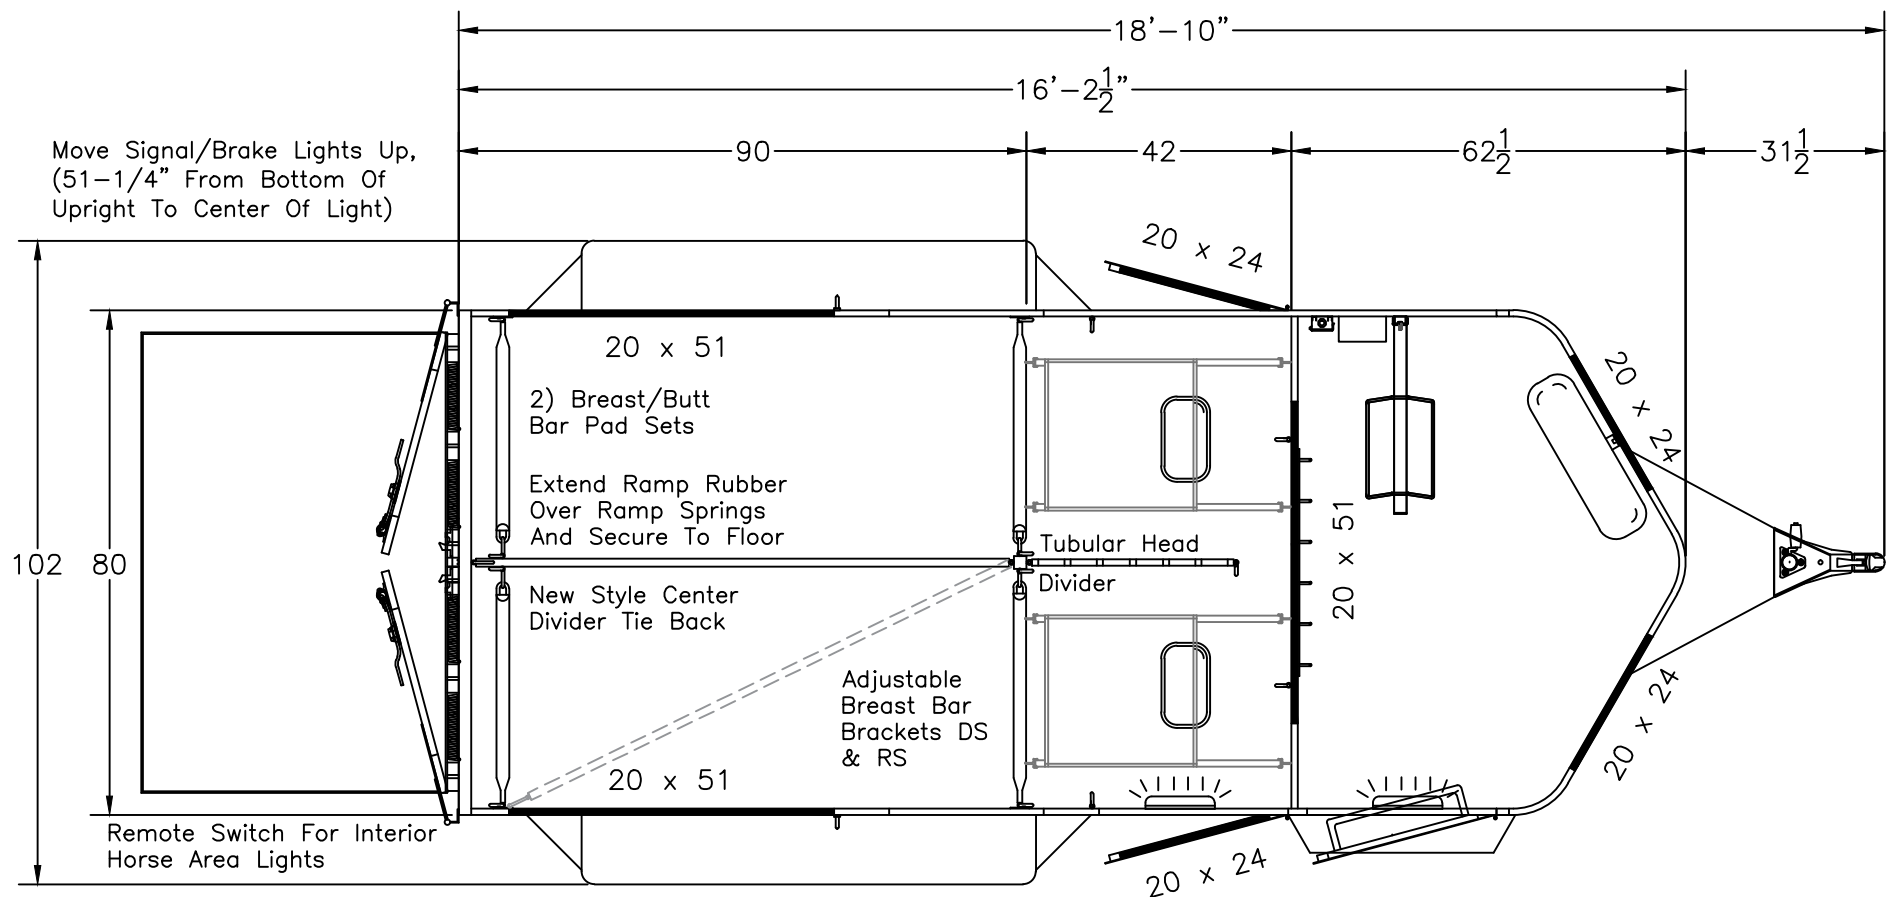 18'-10"
16'-2 1/2"
90
42
62 1/2
31 1/2
Move Signal/Brake Lights Up,
(51-1/4" From Bottom Of
Upright To Center Of Light)
20 x 24
20 x 51
2) Breast/Butt
Bar Pad Sets
Extend Ramp Rubber
Over Ramp Springs
And Secure To Floor
20 x 24
20 x 51
102
80
Tubular Head
Divider
New Style Center
Divider Tie Back
Adjustable
Breast Bar
Brackets DS
& RS
20 x 51
20 x 24
Remote Switch For Interior
Horse Area Lights
20 x 24